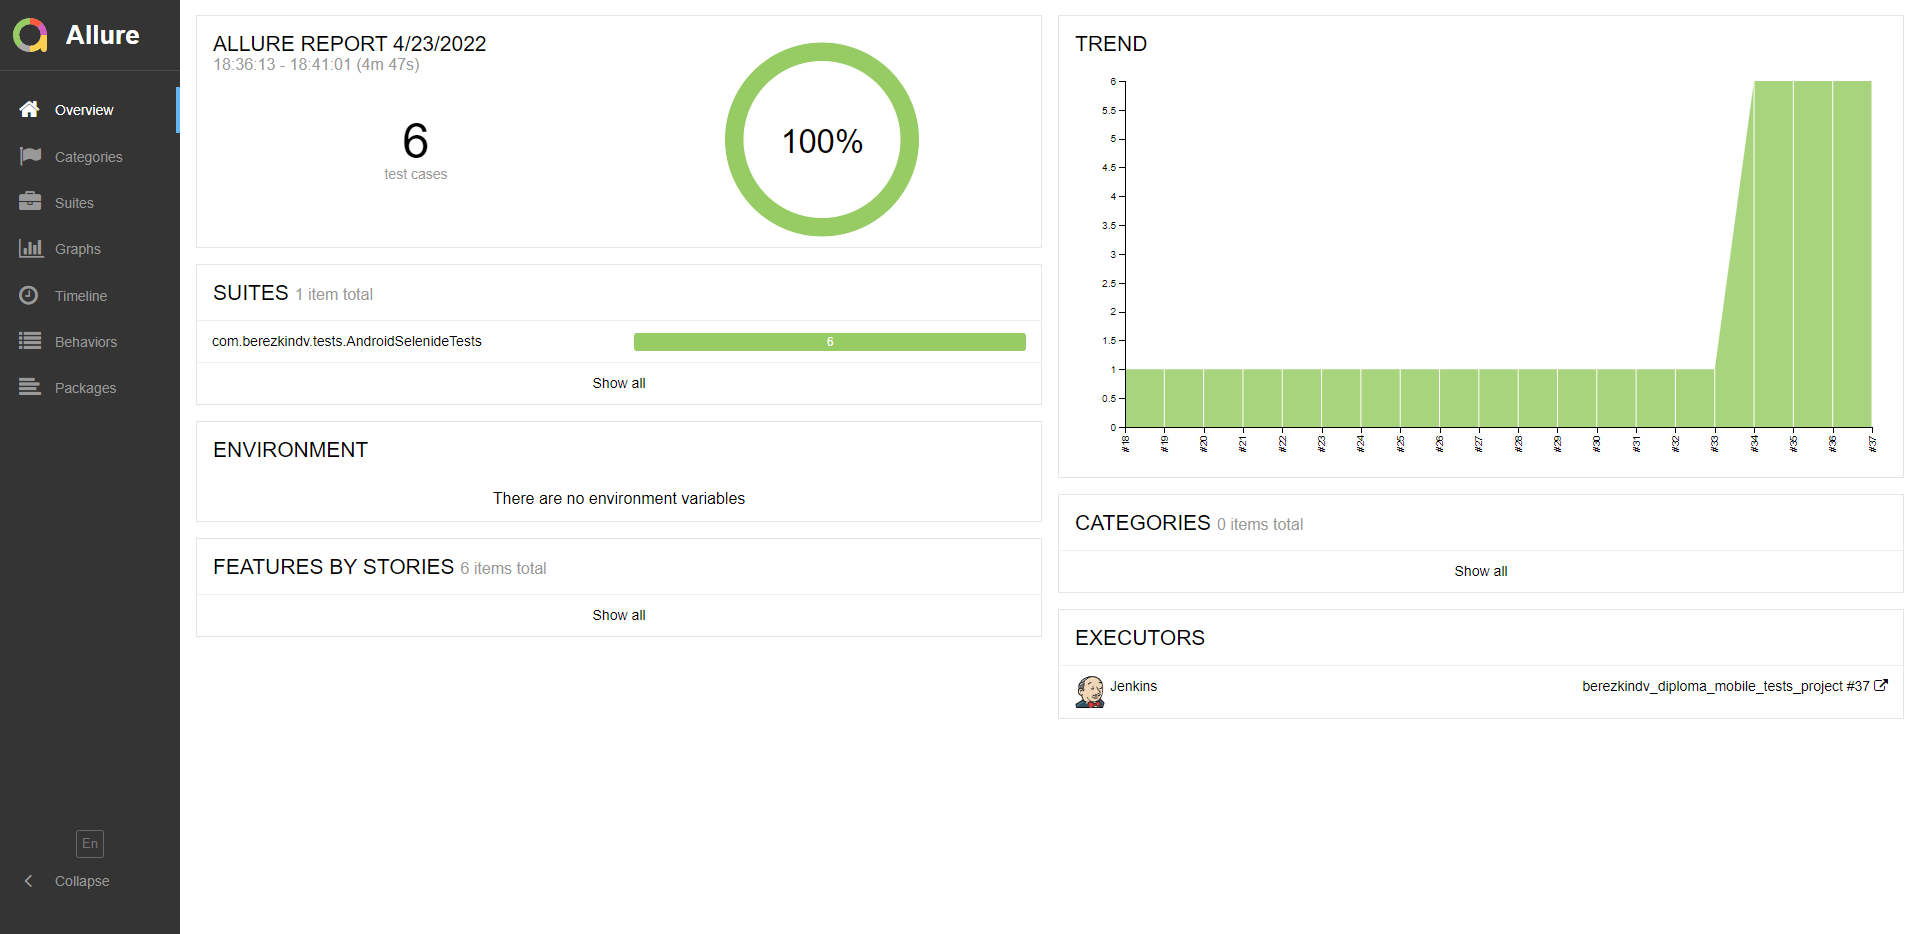 Allure
Overview
Categories
Suites
Graphs
Timeline
Behaviors
Packages
En
Collapse
ALLURE REPORT 4/23/2022
18:36:13 - 18:41:01 (4m 47s)
6
test cases
100%
SUITES 1 item total
com.berezkindv.tests.AndroidSelenideTests
6
Show all
ENVIRONMENT
There are no environment variables
FEATURES BY STORIES 6 items total
Show all
TREND
6
5.5
5
4.5
4
3.5
3
2.5
2
1.5
1
0.5
0
#18
#19
#20
#21
#22
#23
#24
#25
#26
#27
#28
#29
#30
#31
#32
#33
#34
#35
#36
#37
CATEGORIES 0 items total
Show all
EXECUTORS
Jenkins
berezkindv_diploma_mobile_tests_project #37